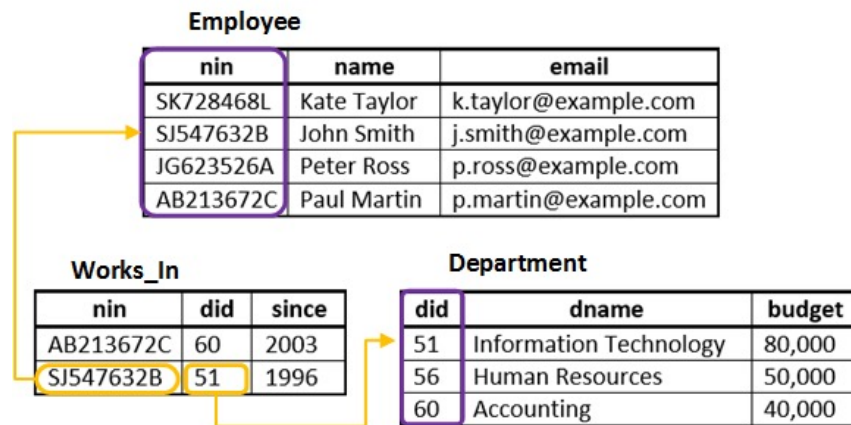 Employee
nin name email
SK728468L Kate Taylor k.taylor@example.com
SJ547632B John Smith j.smith@example.com
JG623526A Peter Ross p.ross@example.com
AB213672C Paul Martin p.martin@example.com
Works_In
nin did since
AB213672C 60 2003
SJ547632B 51 1996
Department
did dname budget
51 Information Technology 80,000
56 Human Resources 50,000
60 Accounting 40,000